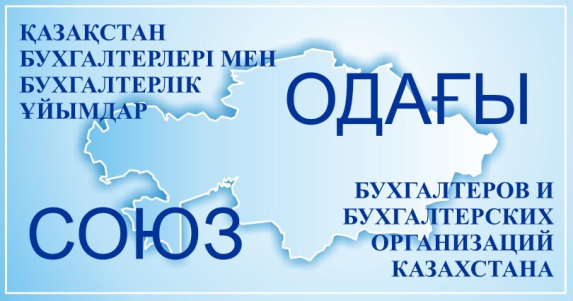 ҚАЗАҚСТАН
БУХГАЛТЕРЛЕРІ МЕН
БУХГАЛТЕРЛІК
ҰЙЫМДАР
ОДАҒЫ
СОЮЗ
БУХГАЛТЕРОВ И
БУХГАЛТЕРСКИХ
ОРГАНИЗАЦИЙ
КАЗАХСТАНА